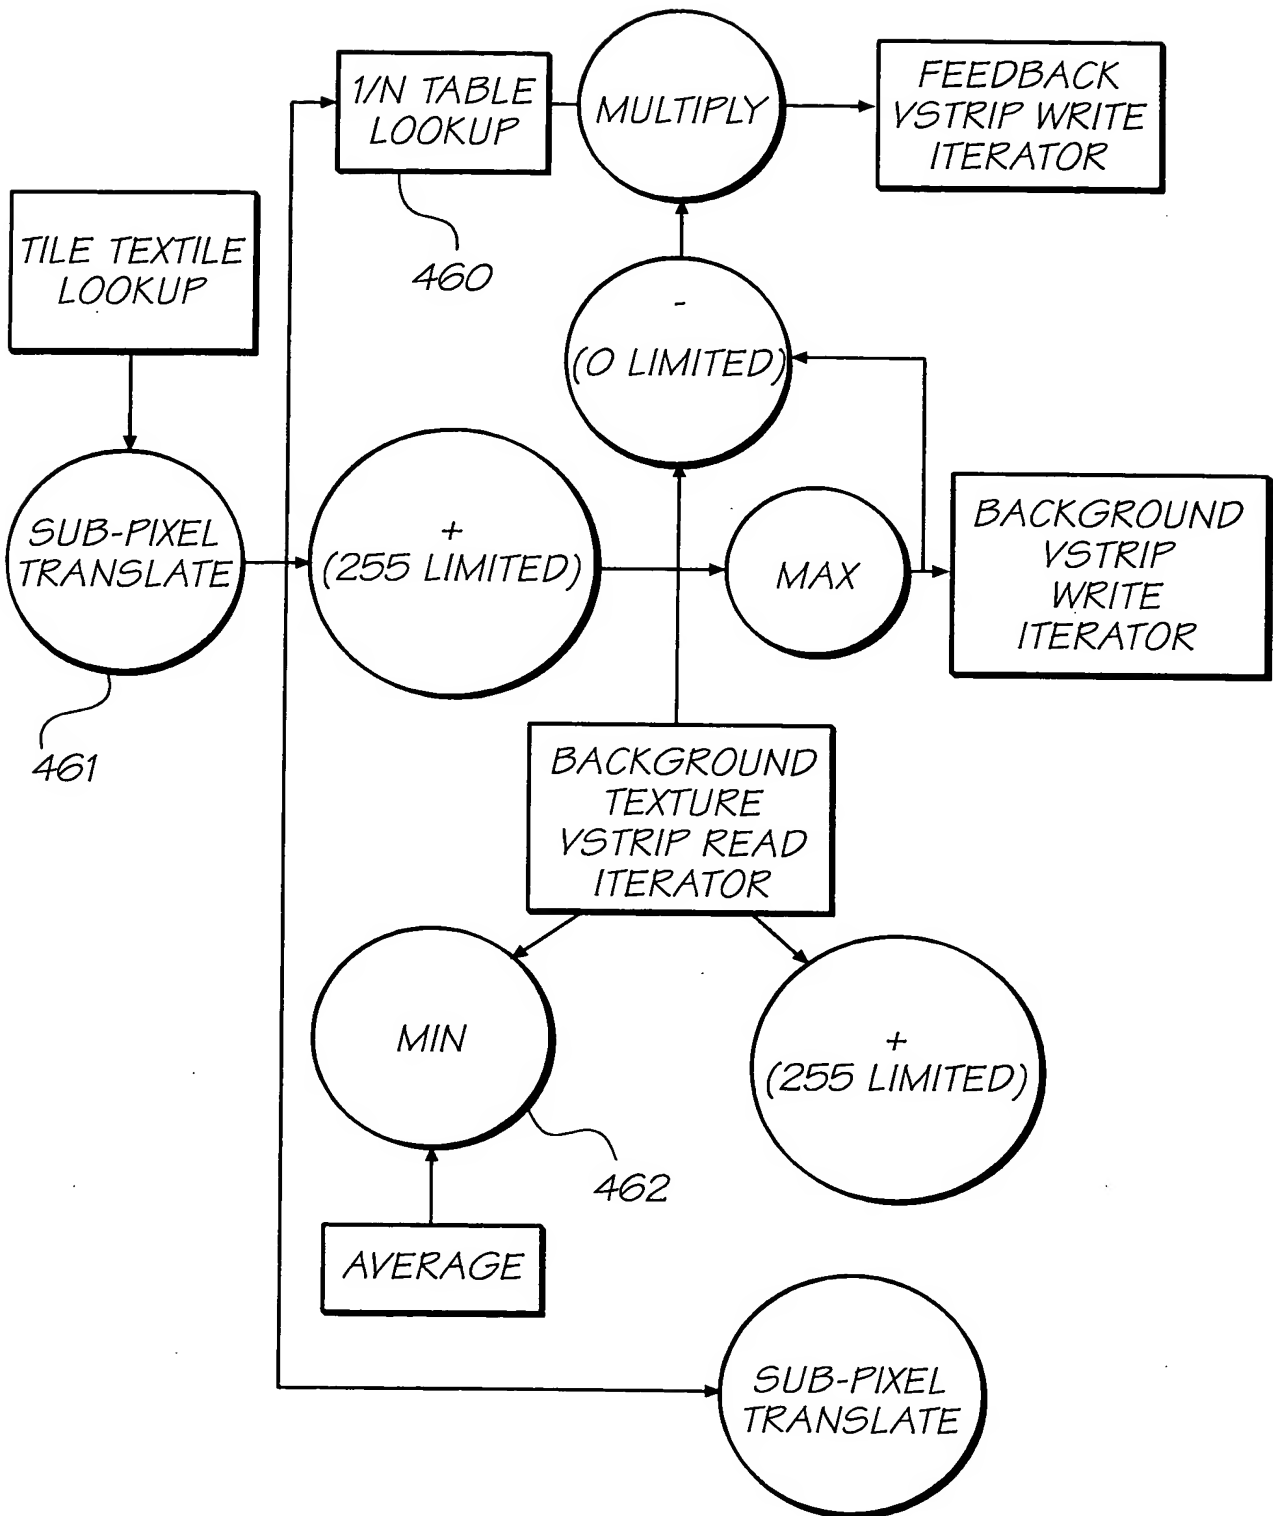 1/N TABLE
LOOKUP
MULTIPLY
FEEDBACK
VSTRIP WRITE
ITERATOR
460
TILE TEXTILE
LOOKUP
-
(0 LIMITED)
SUB-PIXEL
TRANSLATE
461
+
(255 LIMITED)
MAX
BACKGROUND
VSTRIP
WRITE
ITERATOR
BACKGROUND
TEXTURE
VSTRIP READ
ITERATOR
MIN
462
+
(255 LIMITED)
AVERAGE
SUB-PIXEL
TRANSLATE